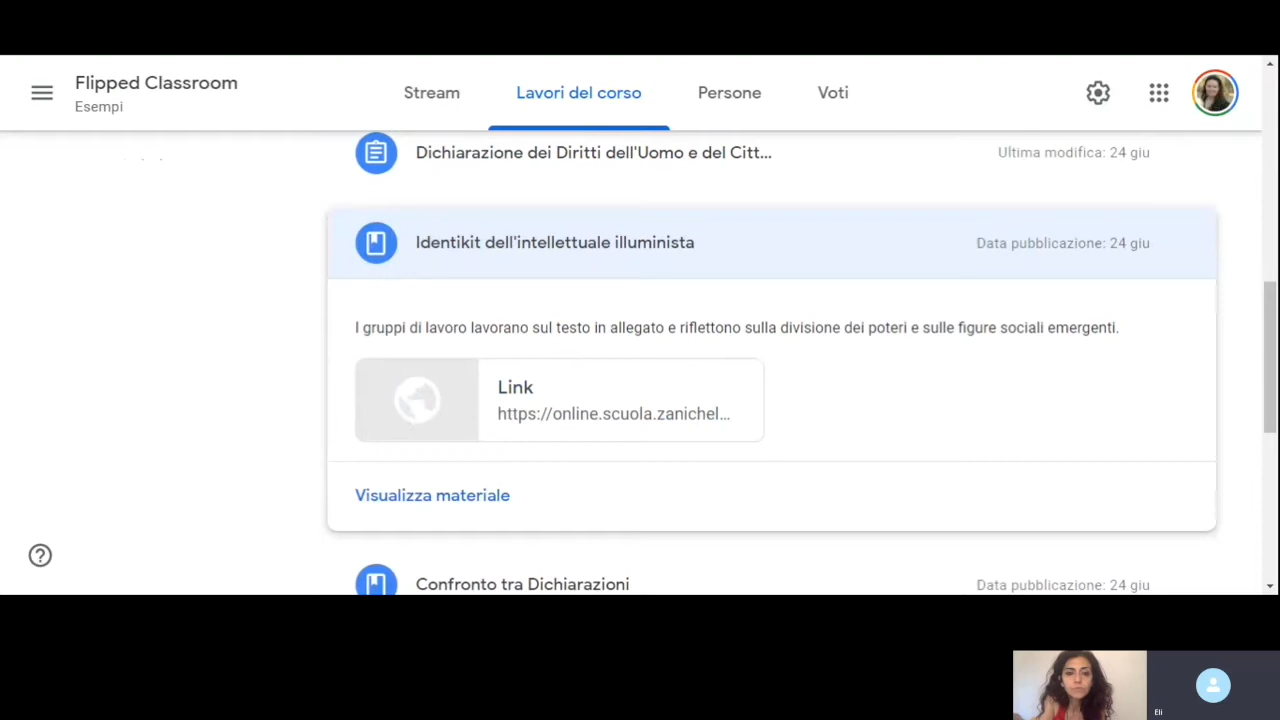 Flipped Classroom
Esempi
Stream
Lavori del corso
Persone
Voti
Dichiarazione dei Diritti dell'Uomo e del Citt...
Ultima modifica: 24 giu
Identikit dell'intellettuale illuminista
Data pubblicazione: 24 giu
I gruppi di lavoro lavorano sul testo in allegato e riflettono sulla divisione dei poteri e sulle figure sociali emergenti.
Link
https://online.scuola.zanichel...
Visualizza materiale
Confronto tra Dichiarazioni
Data pubblicazione: 24 giu
Eli